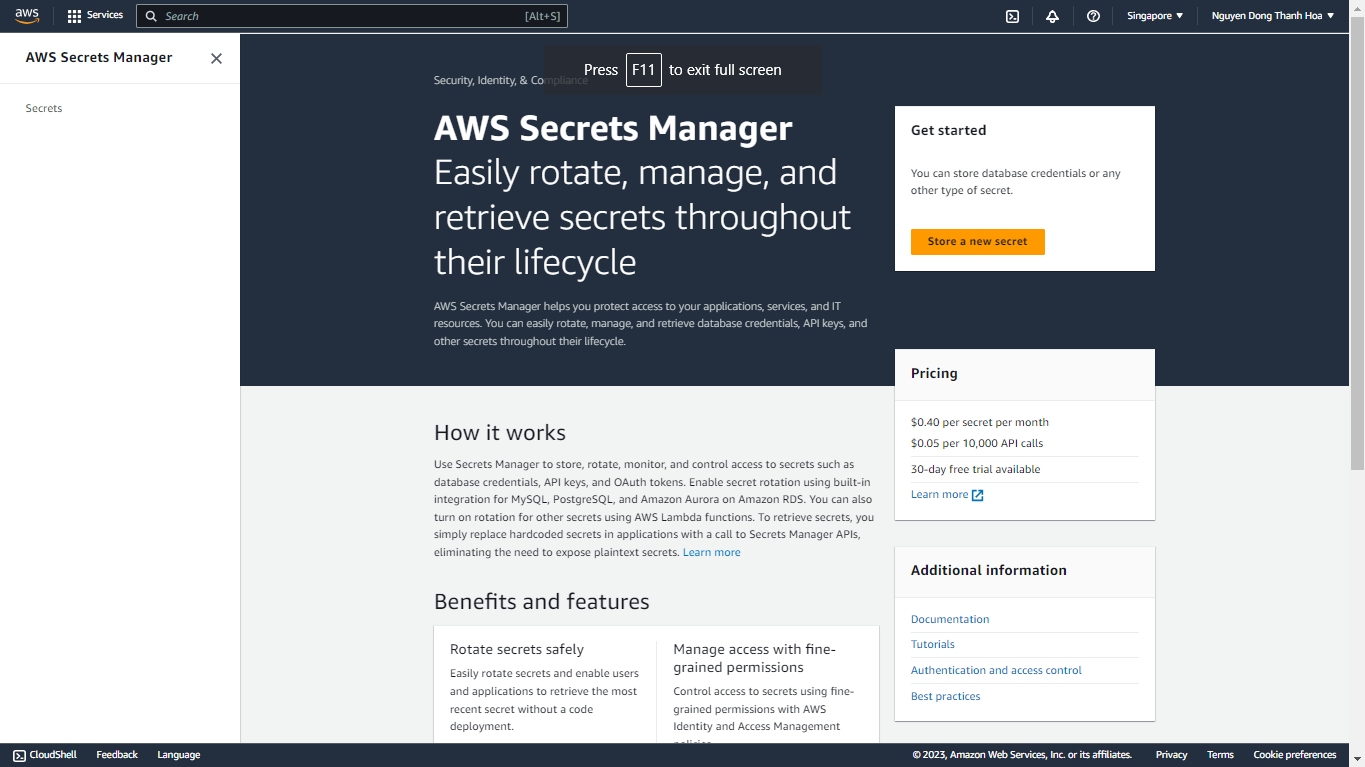 aws
Services
Search
[Alt+S]
Singapore
Nguyen Dong Thanh Hoa
AWS Secrets Manager
Secrets
Press F11 to exit full screen
Security, Identity, & Compliance
AWS Secrets Manager
Easily rotate, manage, and
retrieve secrets throughout
their lifecycle
AWS Secrets Manager helps you protect access to your applications, services, and IT
resources. You can easily rotate, manage, and retrieve database credentials, API keys, and
other secrets throughout their lifecycle.
Get started
You can store database credentials or any
other type of secret.
Store a new secret
Pricing
$0.40 per secret per month
$0.05 per 10,000 API calls
30-day free trial available
Learn more
How it works
Use Secrets Manager to store, rotate, monitor, and control access to secrets such as
database credentials, API keys, and OAuth tokens. Enable secret rotation using built-in
integration for MySQL, PostgreSQL, and Amazon Aurora on Amazon RDS. You can also
turn on rotation for other secrets using AWS Lambda functions. To retrieve secrets, you
simply replace hardcoded secrets in applications with a call to Secrets Manager APIs,
eliminating the need to expose plaintext secrets. Learn more
Additional information
Documentation
Tutorials
Authentication and access control
Best practices
Benefits and features
Rotate secrets safely
Easily rotate secrets and enable users
and applications to retrieve the most
recent secret without a code
deployment.
Manage access with fine-
grained permissions
Control access to secrets using fine-
grained permissions with AWS
Identity and Access Management
policies.
CloudShell
Feedback
Language
© 2023, Amazon Web Services, Inc. or its affiliates.
Privacy
Terms
Cookie preferences